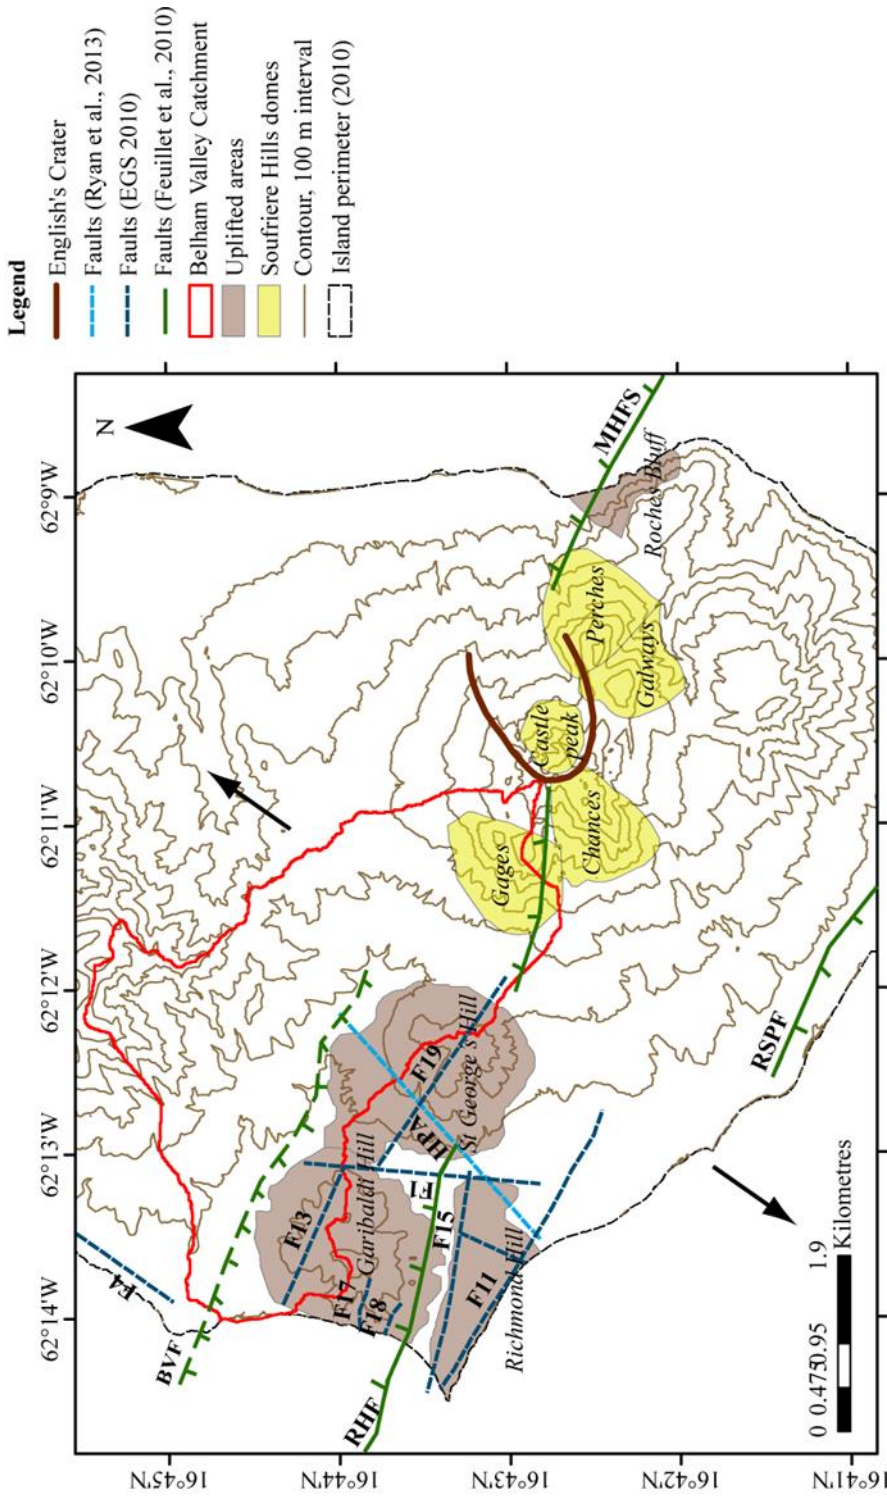 Legend
English's Crater
Faults (Ryan et al., 2013)
Faults (EGS 2010)
Faults (Feuillet et al., 2010)
Belham Valley Catchment
Uplifted areas
Soufriere Hills domes
Contour, 100 m interval
Island perimeter (2010)
62°14'W
62°13'W
62°12'W
62°11'W
62°10'W
62°9'W
N
16°45'N
16°44'N
16°43'N
16°42'N
16°41'N
F4
BVF
F13
Garibaldi Hill
F17
F18
F1
RHF
F15
HPA
F19
St George's Hill
F11
Richmond Hill
Gages
Chances
Castle
peak
Perches
Galways
MHFS
Roches Bluff
RSPF
0 0.475 0.95 1.9
Kilometres